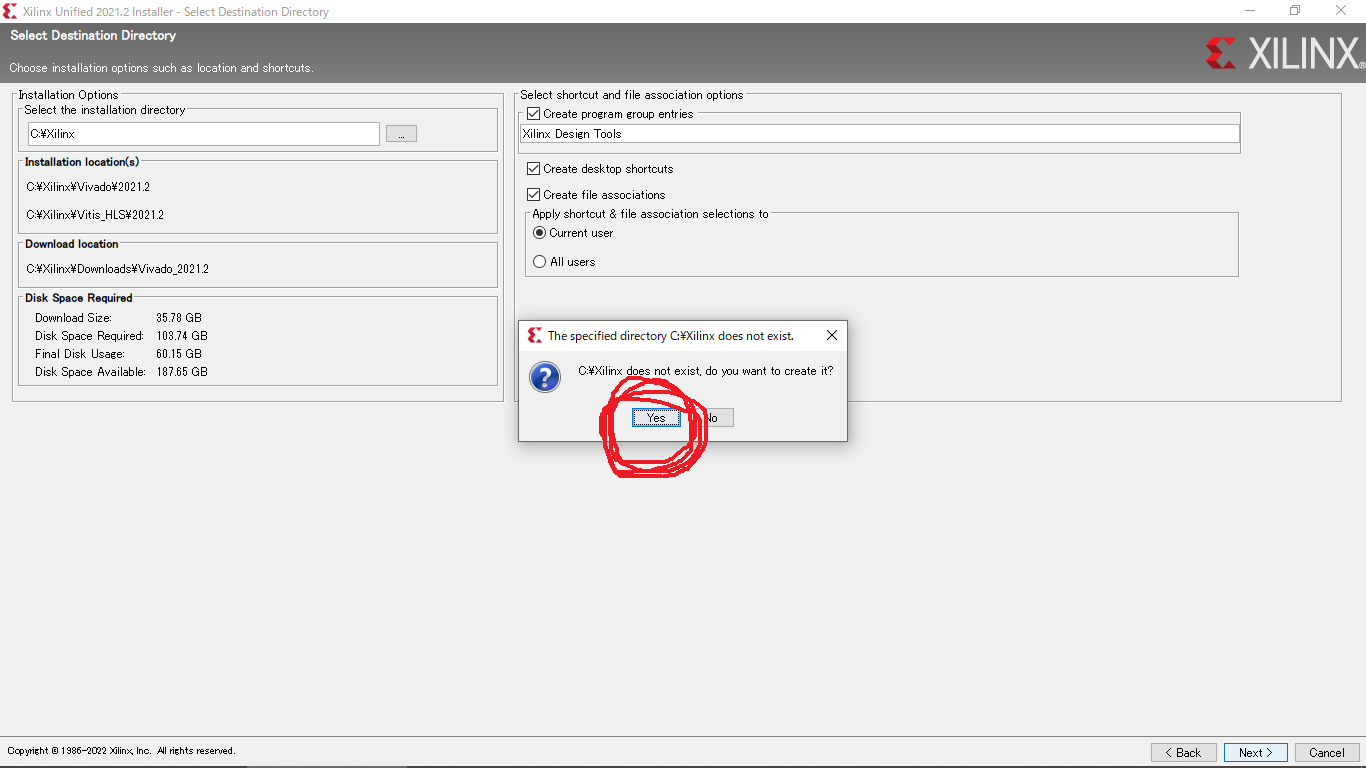 Xilinx Unified 2021.2 Installer - Select Destination Directory
Select Destination Directory
Choose installation options such as location and shortcuts.
XILINX®
Installation Options
Select the installation directory
C:¥Xilinx
...
Installation location(s)
C:¥Xilinx¥Vivado¥2021.2
C:¥Xilinx¥Vitis_HLS¥2021.2
Download location
C:¥Xilinx¥Downloads¥Vivado_2021.2
Disk Space Required
Download Size: 35.78 GB
Disk Space Required: 103.74 GB
Final Disk Usage: 60.15 GB
Disk Space Available: 187.65 GB
Select shortcut and file association options
Create program group entries
Xilinx Design Tools
Create desktop shortcuts
Create file associations
Apply shortcut & file association selections to
Current user
All users
The specified directory C:¥Xilinx does not exist.
C:¥Xilinx does not exist, do you want to create it?
Yes No
Copyright © 1986-2022 Xilinx, Inc. All rights reserved.
< Back Next > Cancel